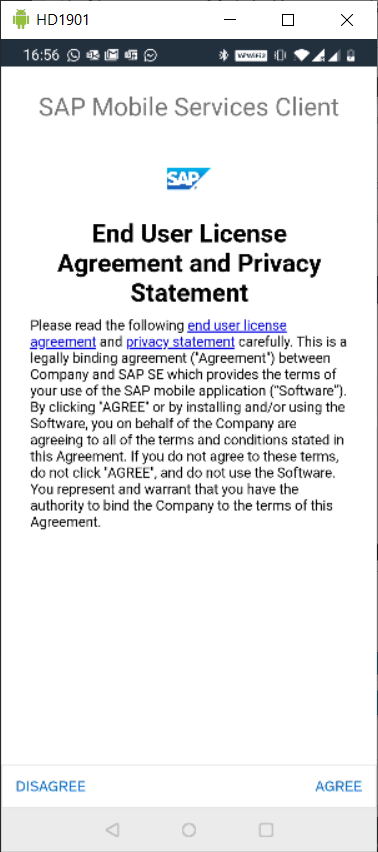 HD1901
16:56
SAP Mobile Services Client
SAP
End User License
Agreement and Privacy
Statement
Please read the following end user license
agreement and privacy statement carefully. This is a
legally binding agreement ("Agreement") between
Company and SAP SE which provides the terms of
your use of the SAP mobile application ("Software").
By clicking "AGREE" or by installing and/or using the
Software, you on behalf of the Company are
agreeing to all of the terms and conditions stated in
this Agreement. If you do not agree to these terms,
do not click "AGREE", and do not use the Software.
You represent and warrant that you have the
authority to bind the Company to the terms of this
Agreement.
DISAGREE AGREE